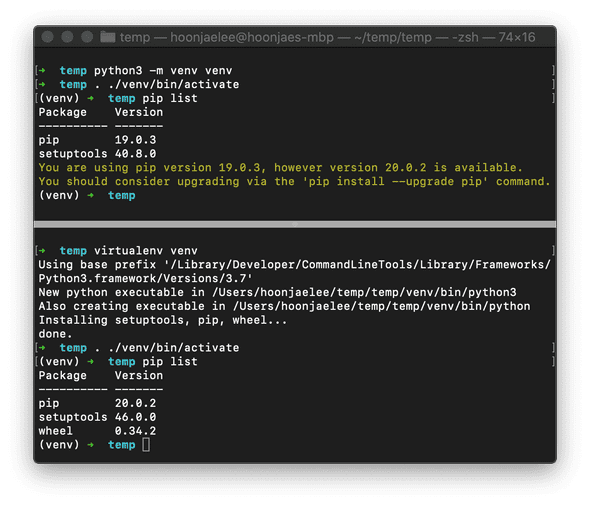 temp — hoonjaelee@hoonjaes-mbp — ~/temp/temp — -zsh — 74×16
[➜  temp python3 -m venv venv ]
[➜  temp . ./venv/bin/activate ]
[(venv) ➜  temp pip list ]
Package    Version
---------- -------
pip        19.0.3
setuptools 40.8.0
You are using pip version 19.0.3, however version 20.0.2 is available.
You should consider upgrading via the 'pip install --upgrade pip' command.
(venv) ➜  temp
[➜  temp virtualenv venv ]
Using base prefix '/Library/Developer/CommandLineTools/Library/Frameworks/
Python3.framework/Versions/3.7'
New python executable in /Users/hoonjaelee/temp/temp/venv/bin/python3
Also creating executable in /Users/hoonjaelee/temp/temp/venv/bin/python
Installing setuptools, pip, wheel...
done.
[➜  temp . ./venv/bin/activate ]
[(venv) ➜  temp pip list ]
Package    Version
---------- -------
pip        20.0.2
setuptools 46.0.0
wheel      0.34.2
(venv) ➜  temp